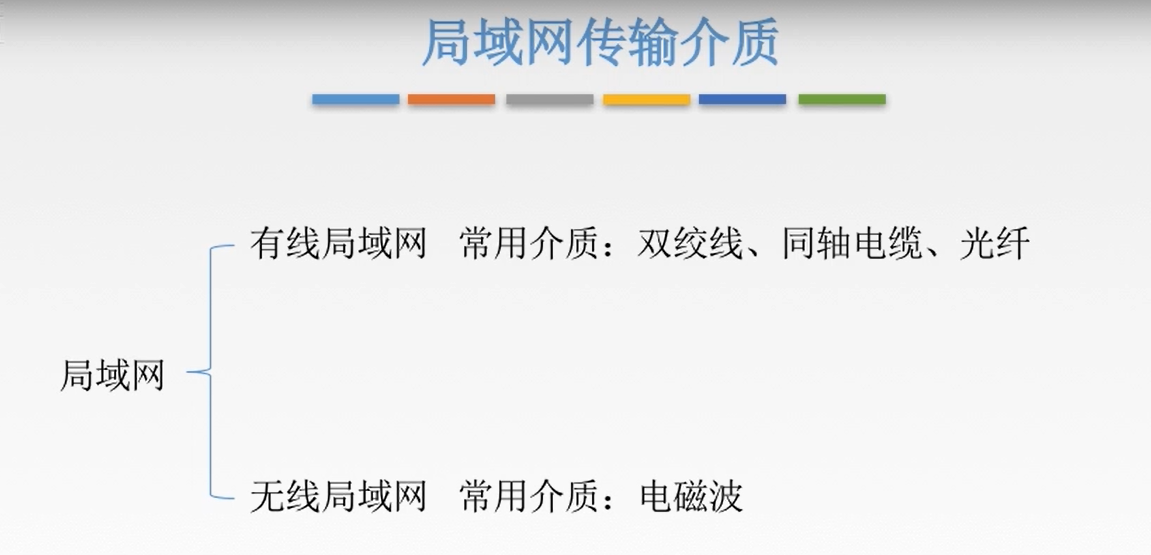 局域网传输介质
有线局域网 常用介质：双绞线、同轴电缆、光纤
局域网
无线局域网 常用介质：电磁波